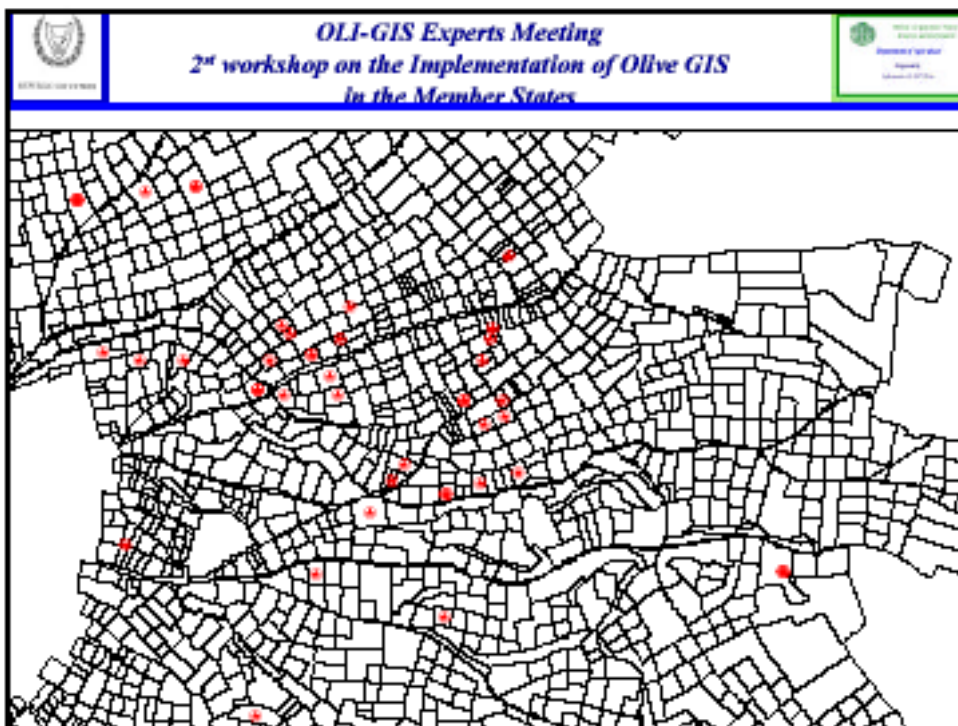 OLI-GIS Experts Meeting
2st workshop on the Implementation of Olive GIS
in the Member States